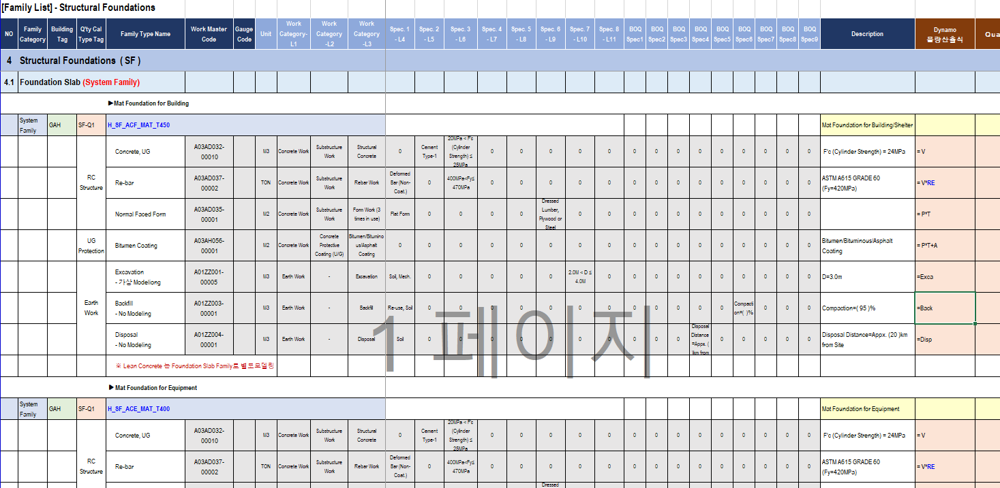 [Family List] - Structural Foundations
NO Family Category Building Tag Q'ty Cal Type Tag Family Type Name Work Master Code Gauge Code Unit Work Category-L1 Work Category -L2 Work Category -L3 Spec. 1 - L4 Spec. 2 - L5 Spec. 3 - L6 Spec. 4 - L7 Spec. 5 - L8 Spec. 6 - L9 Spec. 7 - L10 Spec. 8 - L11 BOQ Spec1 BOQ Spec2 BOQ Spec3 BOQ Spec4 BOQ Spec5 BOQ Spec6 BOQ Spec7 BOQ Spec8 BOQ Spec9 Description Dynamo 물량산출식 Qua
4 Structural Foundations ( SF )
4.1 Foundation Slab (System Family)
▶Mat Foundation for Building
System Family GAH SF-Q1 H_SF_ACF_MAT_T450 Mat Foundation for Building/Shelter
RC Structure
Concrete, UG A03AD032-00010 M3 Concrete Work Substructure Work Structural Concrete 0 Cement Type-1 20MPa < F'c (Cylinder Strength) ≤ 25MPa 0 0 0 0 0 0 0 0 0 0 0 0 0 0 F'c (Cylinder Strength) = 24MPa = V
Re-bar A03AD037-00002 TON Concrete Work Substructure Work Rebar Work Deformed Bar (Non-Coat.) 0 400MPa<Fy≤ 470MPa 0 0 0 0 0 0 0 0 0 0 0 0 0 0 ASTM A615 GRADE 60 (Fy=420MPa) = V*RE
Normal Faced Form A03AD035-00001 M2 Concrete Work Substructure Work Form Work (3 times in use) Flat Form 0 0 0 0 Dressed Lumber, Plywood or Steel 0 0 0 0 0 0 0 0 0 0 0 = P*T
UG Protection
Bitumen Coating A03AH056-00001 M2 Concrete Work Concrete Protective Coating (U/G) Bitumen/Bituminous/Asphalt Coating 0 0 0 0 0 0 0 0 0 0 0 0 0 0 0 0 0 Bitumen/Bituminous/Asphalt Coating = P*T+A
Earth Work
Excavation - 가상 Modeliong A01ZZ001-00005 M3 Earth Work - Excavation Soil, Mech. 0 0 0 0 0 2.0M < D ≤ 4.0M 0 0 0 0 0 0 0 0 0 0 D=3.0m =Exca
Backfill - No Modeling A01ZZ003-00001 M3 Earth Work - Backfill Re-use, Soil 0 0 0 0 0 0 0 0 0 0 0 0 Compaction=( )% 0 0 0 Compaction=( 95 )% =Back
Disposal - No Modeling A01ZZ004-00001 M3 Earth Work - Disposal Soil 0 0 0 0 0 0 0 0 0 0 Disposal Distance =Appx. ( )km from 0 0 0 0 0 Disposal Distance=Appx. (20 )km from Site =Disp
1 페이지
※ Lean Concrete 는 Foundation Slab Family로 별도모델링
▶Mat Foundation for Equipment
System Family GAH SF-Q1 H_SF_ACE_MAT_T400 Mat Foundation for Equipment
RC Structure
Concrete, UG A03AD032-00010 M3 Concrete Work Substructure Work Structural Concrete 0 Cement Type-1 20MPa < F'c (Cylinder Strength) ≤ 25MPa 0 0 0 0 0 0 0 0 0 0 0 0 0 0 F'c (Cylinder Strength) = 24MPa = V
Re-bar A03AD037-00002 TON Concrete Work Substructure Work Rebar Work Deformed Bar (Non-Coat.) 0 400MPa<Fy≤ 470MPa 0 0 0 0 0 0 0 0 0 0 0 0 0 0 ASTM A615 GRADE 60 (Fy=420MPa) = V*RE
Dressed